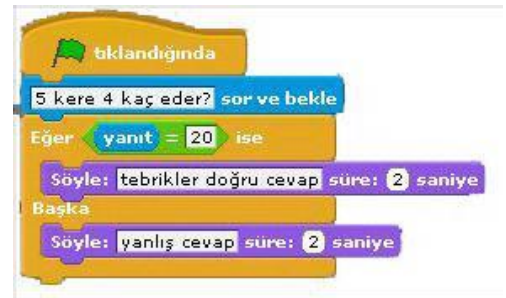 tıklandığında
5 kere 4 kaç eder? sor ve bekle
Eğer yanıt = 20 ise
Söyle: tebrikler doğru cevap süre: 2 saniye
Başka
Söyle: yanlış cevap süre: 2 saniye